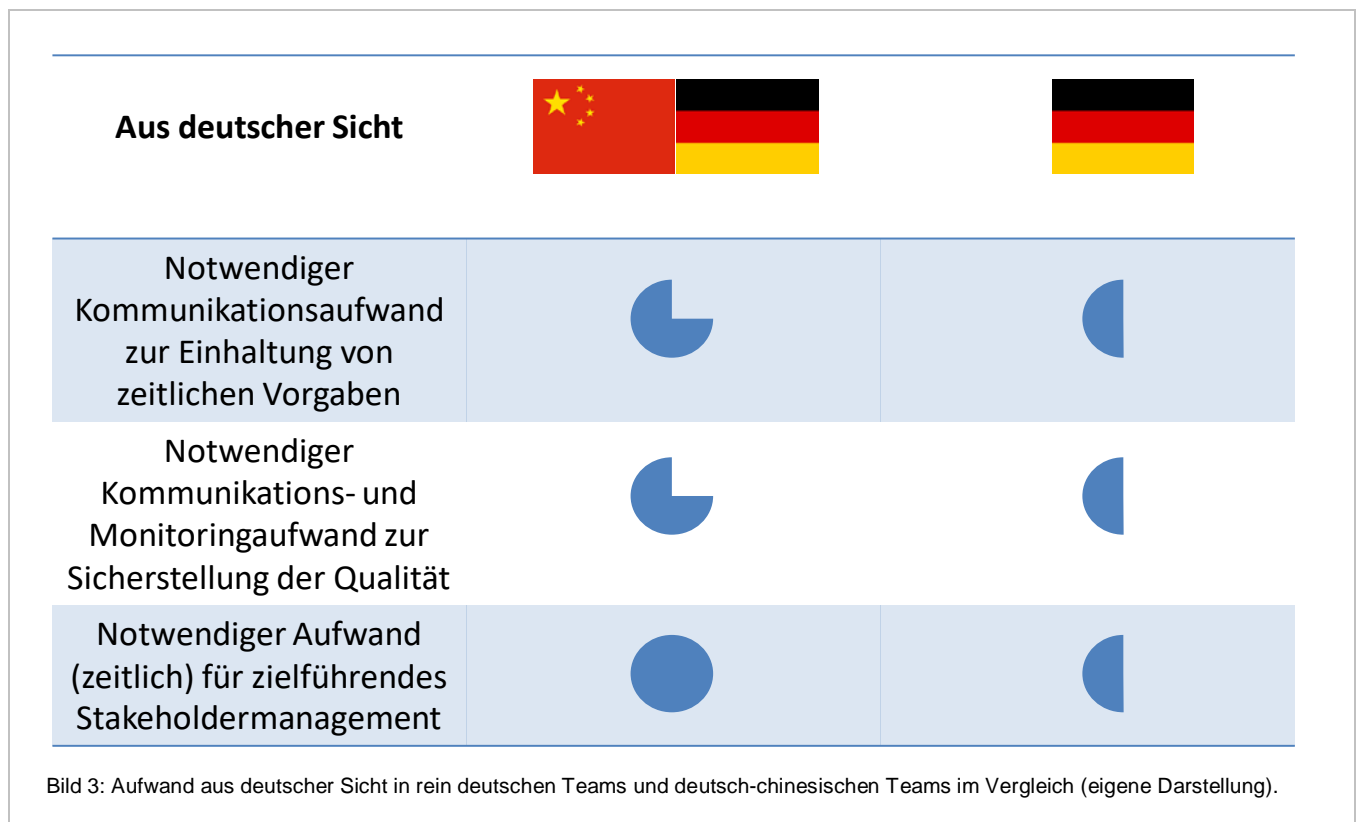 Aus deutscher Sicht
Notwendiger
Kommunikationsaufwand
zur Einhaltung von
zeitlichen Vorgaben
Notwendiger
Kommunikations- und
Monitoringaufwand zur
Sicherstellung der Qualität
Notwendiger Aufwand
(zeitlich) für zielführendes
Stakeholdermanagement
Bild 3: Aufwand aus deutscher Sicht in rein deutschen Teams und deutsch-chinesischen Teams im Vergleich (eigene Darstellung).